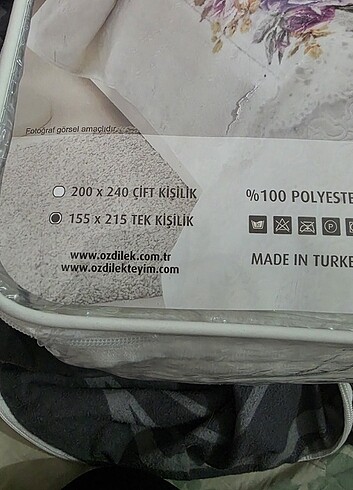 Fotoğraf görsel amaçlıdır.
200 x 240 ÇİFT KİŞİLİK
155 x 215 TEK KİŞİLİK
www.ozdilek.com.tr
www.ozdilekteyim.com
%100 POLYESTE
P
MADE IN TURKE